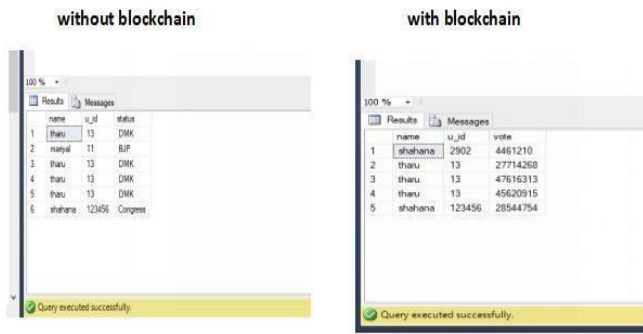 without blockchain
with blockchain
100 %
Results Messages
name u_id status
1 tharu 13 DMK
2 mariyal 11 BJP
3 tharu 13 DMK
4 tharu 13 DMK
5 tharu 13 DMK
6 shahana 123456 Congress
Query executed successfully.
100 %
Results Messages
name u_id vote
1 shahana 2902 4461210
2 tharu 13 27714268
3 tharu 13 47616313
4 tharu 13 45620915
5 shahana 123456 28544754
Query executed successfully.